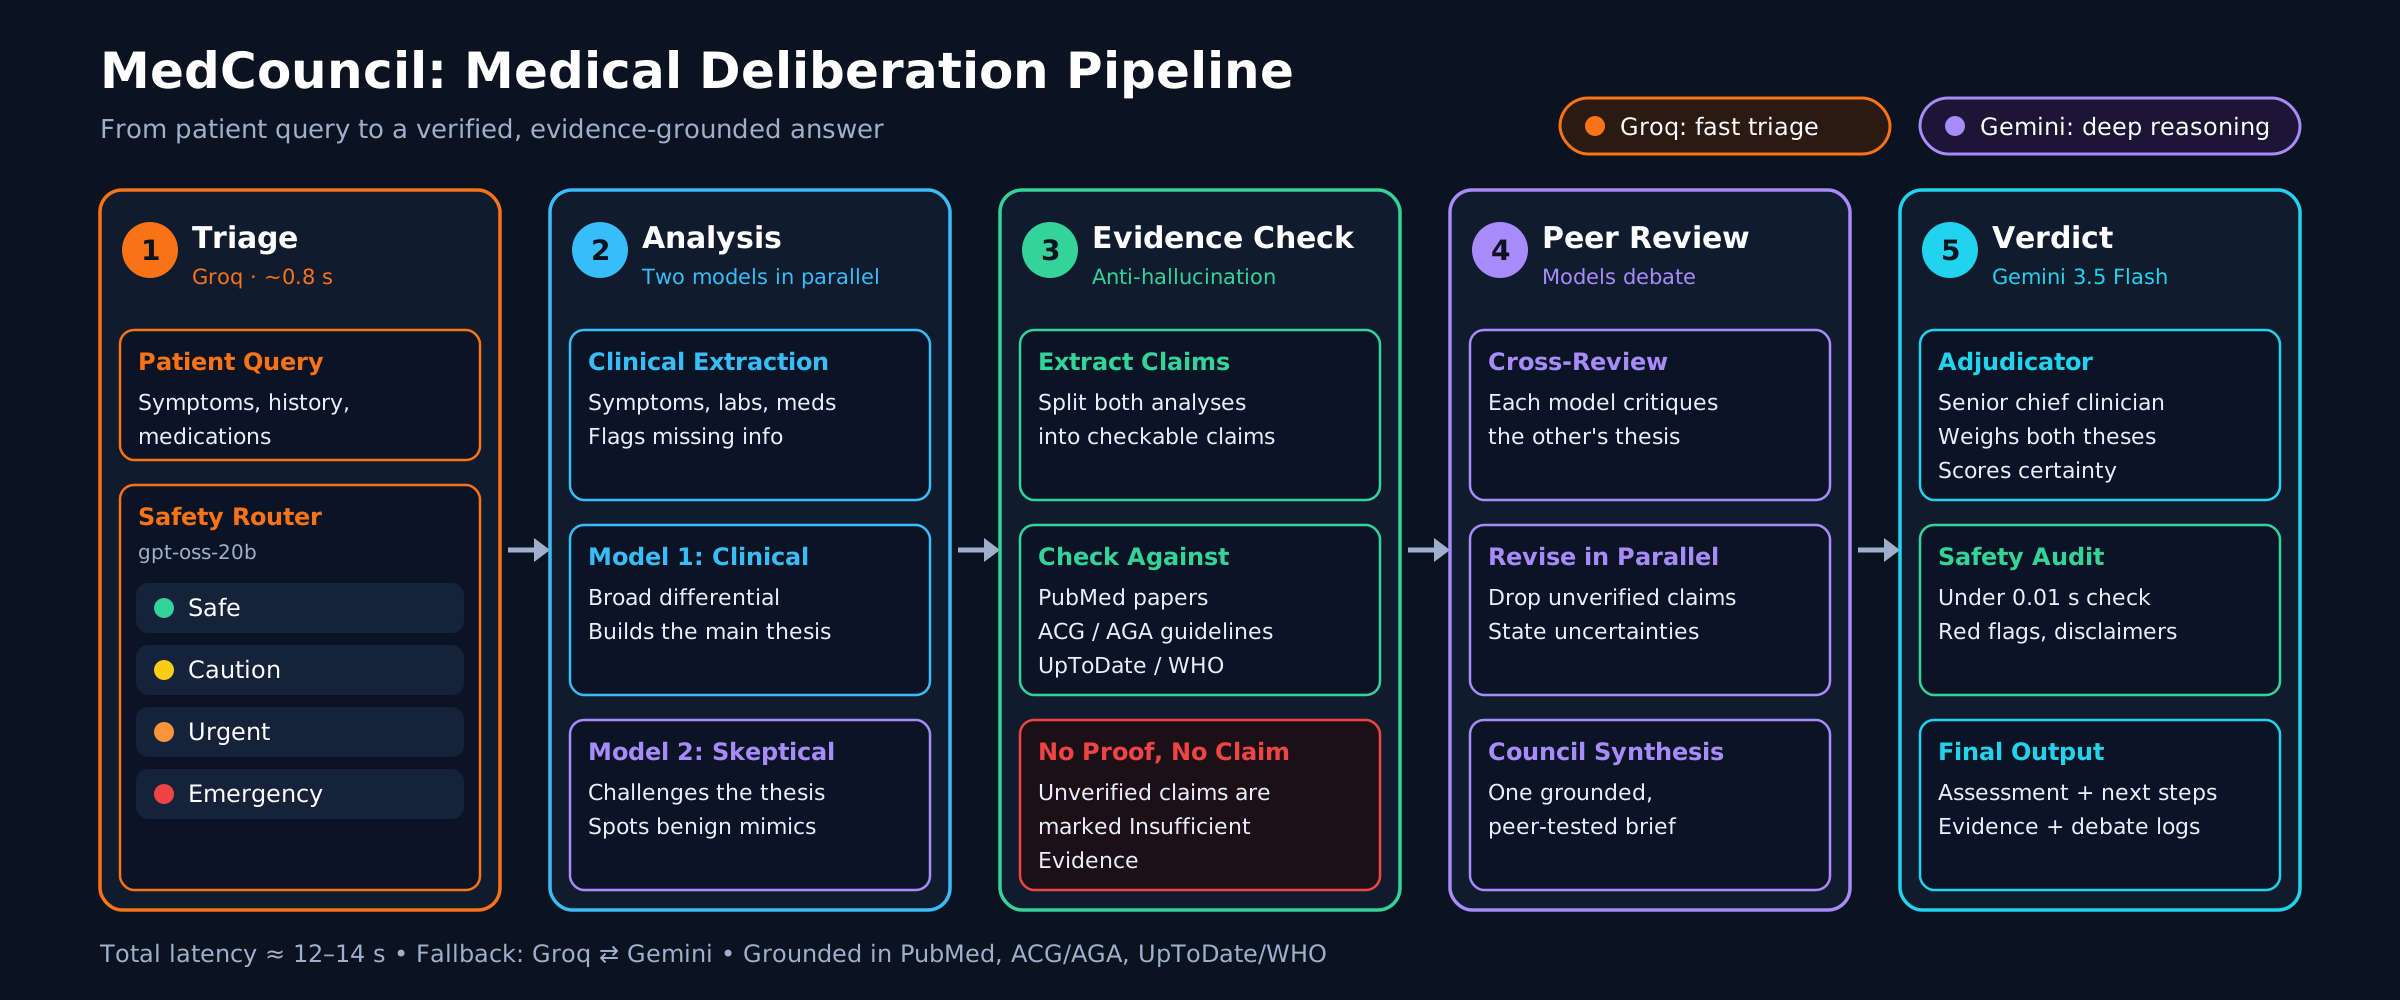 MedCouncil: Medical Deliberation Pipeline
From patient query to a verified, evidence-grounded answer
Groq: fast triage
Gemini: deep reasoning
1
Triage
Groq · ~0.8 s
Patient Query
Symptoms, history,
medications
Safety Router
gpt-oss-20b
Safe
Caution
Urgent
Emergency
2
Analysis
Two models in parallel
Clinical Extraction
Symptoms, labs, meds
Flags missing info
Model 1: Clinical
Broad differential
Builds the main thesis
Model 2: Skeptical
Challenges the thesis
Spots benign mimics
3
Evidence Check
Anti-hallucination
Extract Claims
Split both analyses
into checkable claims
Check Against
PubMed papers
ACG / AGA guidelines
UpToDate / WHO
No Proof, No Claim
Unverified claims are
marked Insufficient
Evidence
4
Peer Review
Models debate
Cross-Review
Each model critiques
the other's thesis
Revise in Parallel
Drop unverified claims
State uncertainties
Council Synthesis
One grounded,
peer-tested brief
5
Verdict
Gemini 3.5 Flash
Adjudicator
Senior chief clinician
Weighs both theses
Scores certainty
Safety Audit
Under 0.01 s check
Red flags, disclaimers
Final Output
Assessment + next steps
Evidence + debate logs
Total latency ≈ 12–14 s • Fallback: Groq ⇄ Gemini • Grounded in PubMed, ACG/AGA, UpToDate/WHO